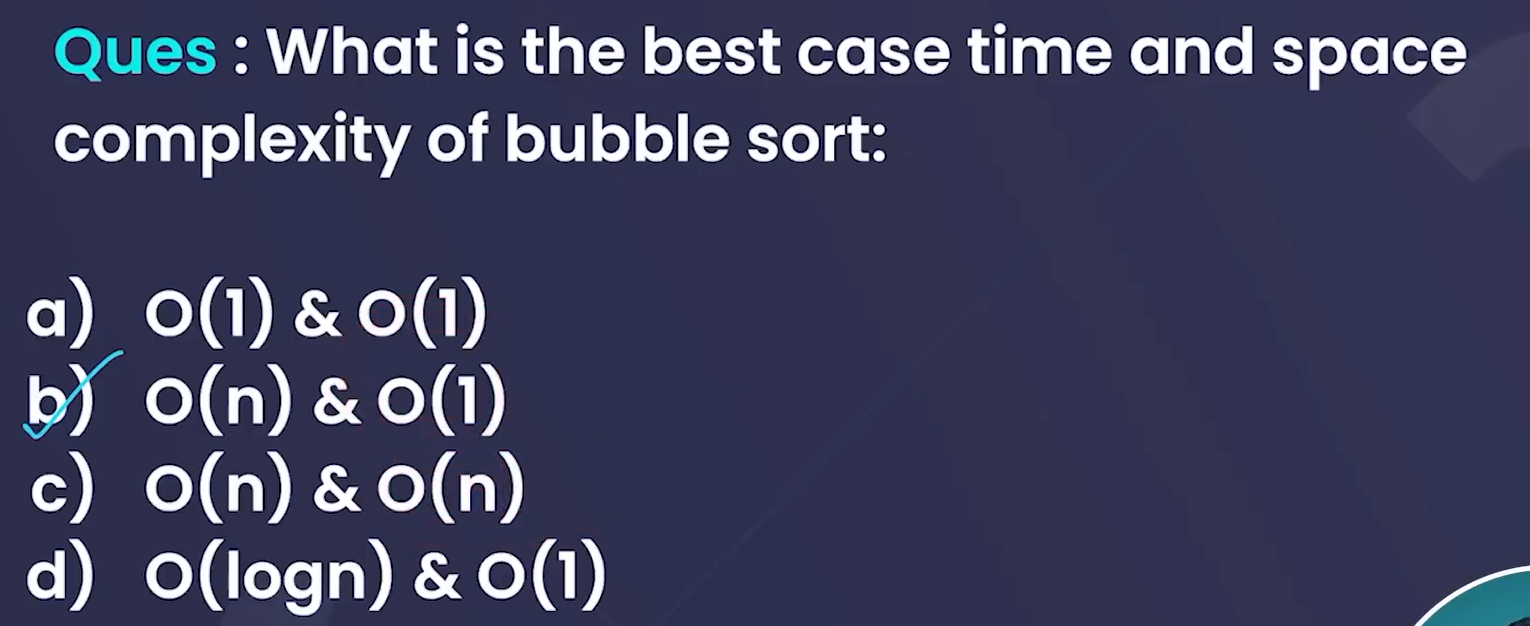 Ques : What is the best case time and space
complexity of bubble sort:
a) O(1) & O(1)
b) O(n) & O(1)
c) O(n) & O(n)
d) O(logn) & O(1)